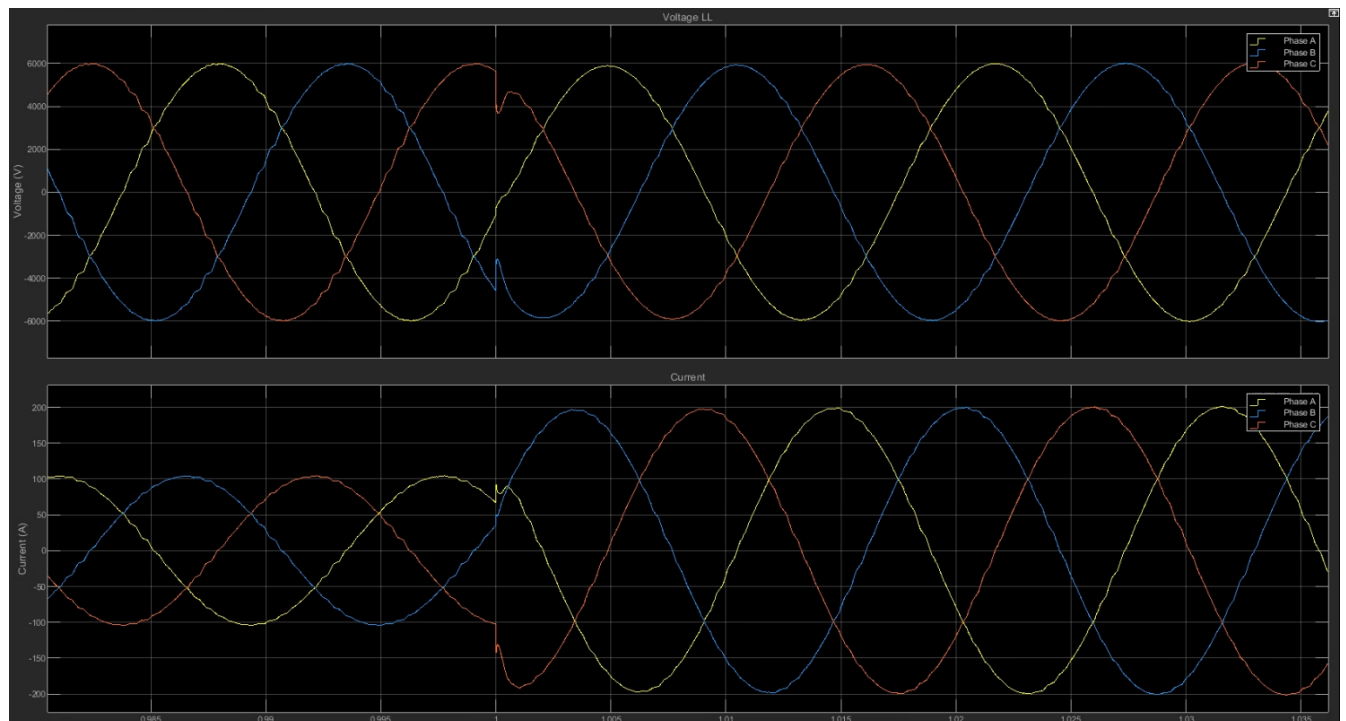 Voltage LL
Phase A
Phase B
Phase C
Voltage (V)
6000
4000
2000
0
-2000
-4000
-6000
Current
Phase A
Phase B
Phase C
Current (A)
200
150
100
50
0
-50
-100
-150
-200
0.985
0.99
0.995
1
1.005
1.01
1.015
1.02
1.025
1.03
1.035